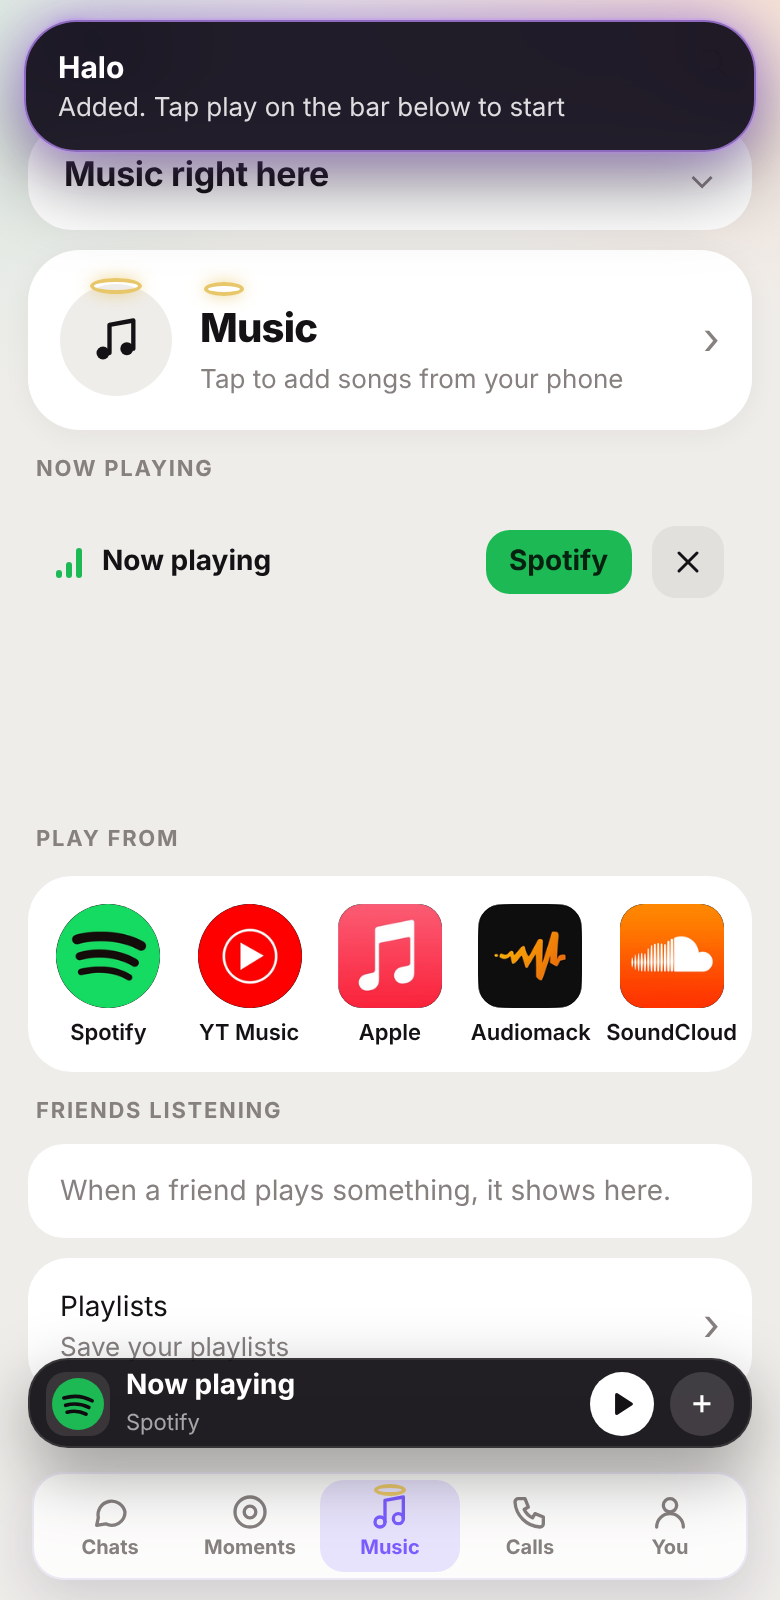 Halo
Added. Tap play on the bar below to start
Music right here
Music
Tap to add songs from your phone
NOW PLAYING
Now playing
Spotify
PLAY FROM
Spotify
YT Music
Apple
Audiomack
SoundCloud
FRIENDS LISTENING
When a friend plays something, it shows here.
Playlists
Save your playlists
Now playing
Spotify
Chats
Moments
Music
Calls
You